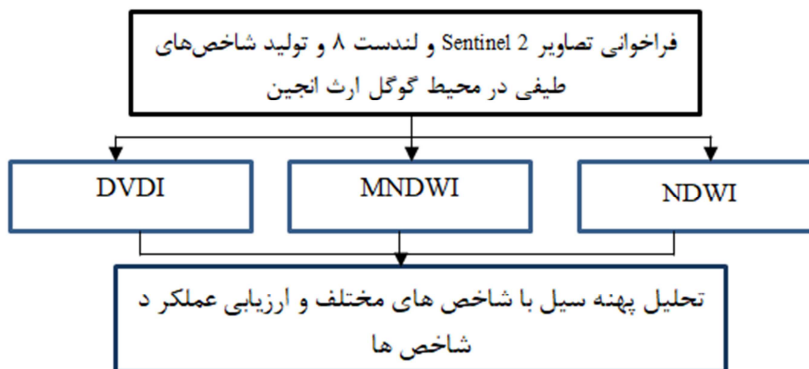 فراخوانی تصاویر Sentinel 2 و لندست ۸ و تولید شاخص‌های
طیفی در محیط گوگل ارث انجین
DVDI
MNDWI
NDWI
تحلیل پهنه سیل با شاخص های مختلف و ارزیابی عملکر د
شاخص ها